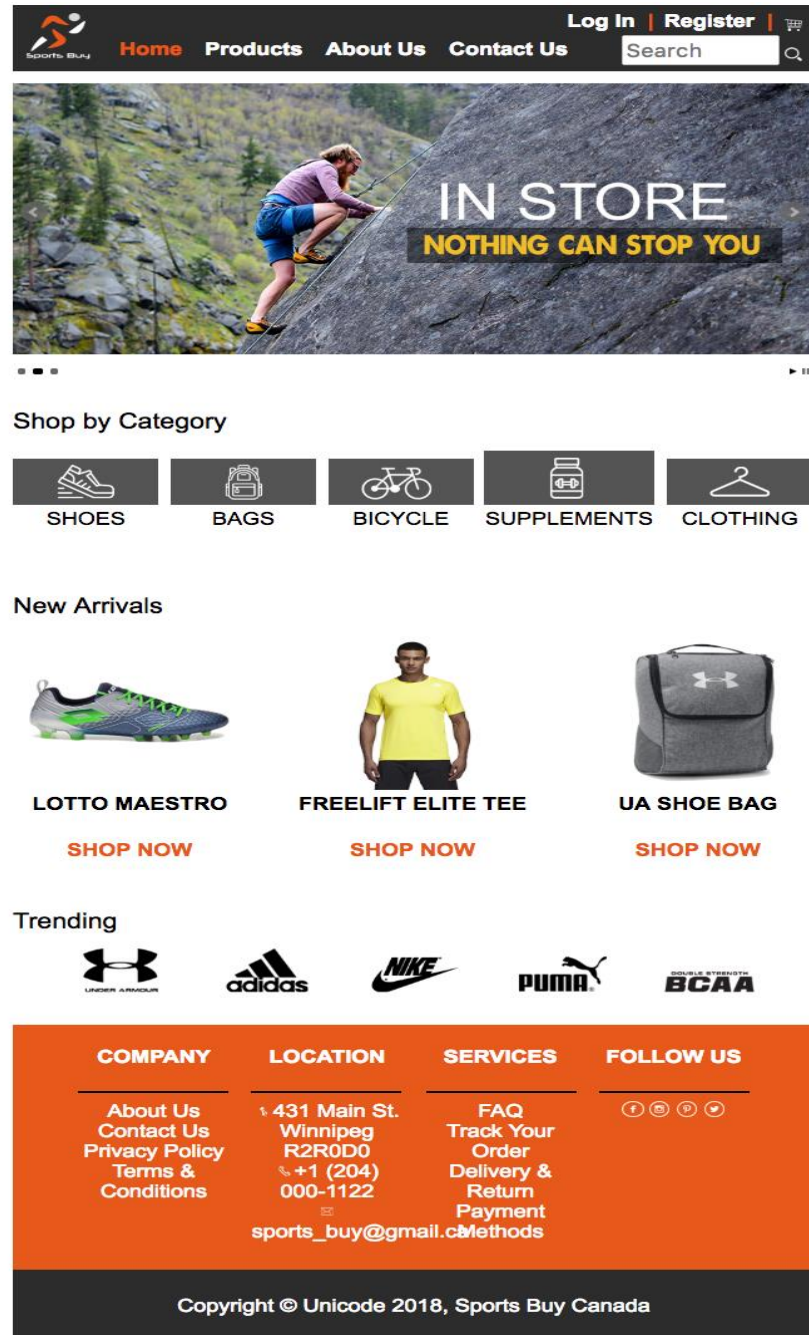 Log In | Register |
Sports Buy
Home Products About Us Contact Us
Search
IN STORE
NOTHING CAN STOP YOU
Shop by Category
SHOES BAGS BICYCLE SUPPLEMENTS CLOTHING
New Arrivals
LOTTO MAESTRO FREELIFT ELITE TEE UA SHOE BAG
SHOP NOW SHOP NOW SHOP NOW
Trending
UNDER ARMOUR adidas NIKE PUMA DOUBLE STRENGTH BCAA
COMPANY
About Us
Contact Us
Privacy Policy
Terms &
Conditions
LOCATION
431 Main St.
Winnipeg
R2R0D0
+1 (204)
000-1122
sports_buy@gmail.ca
SERVICES
FAQ
Track Your
Order
Delivery &
Return
Payment
Methods
FOLLOW US
Copyright © Unicode 2018, Sports Buy Canada